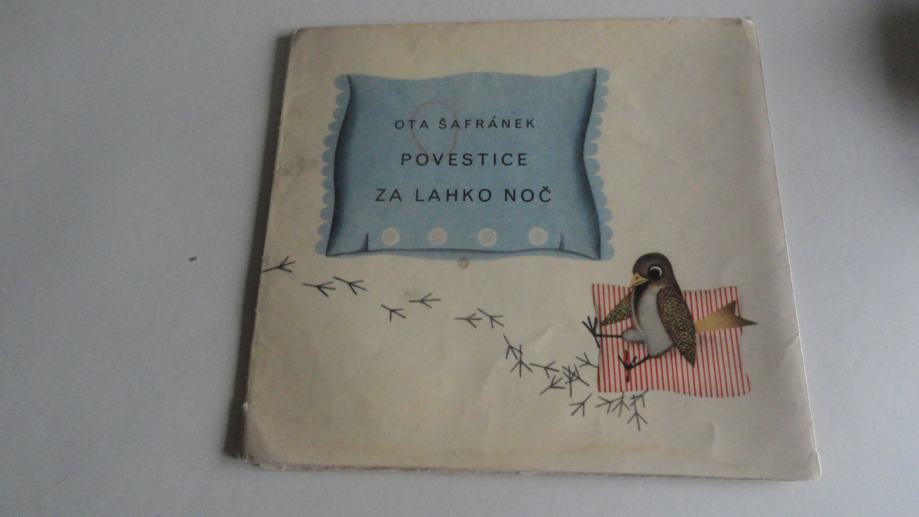 OTA ŠAFRÁNEK
POVESTICE
ZA LAHKO NOČ